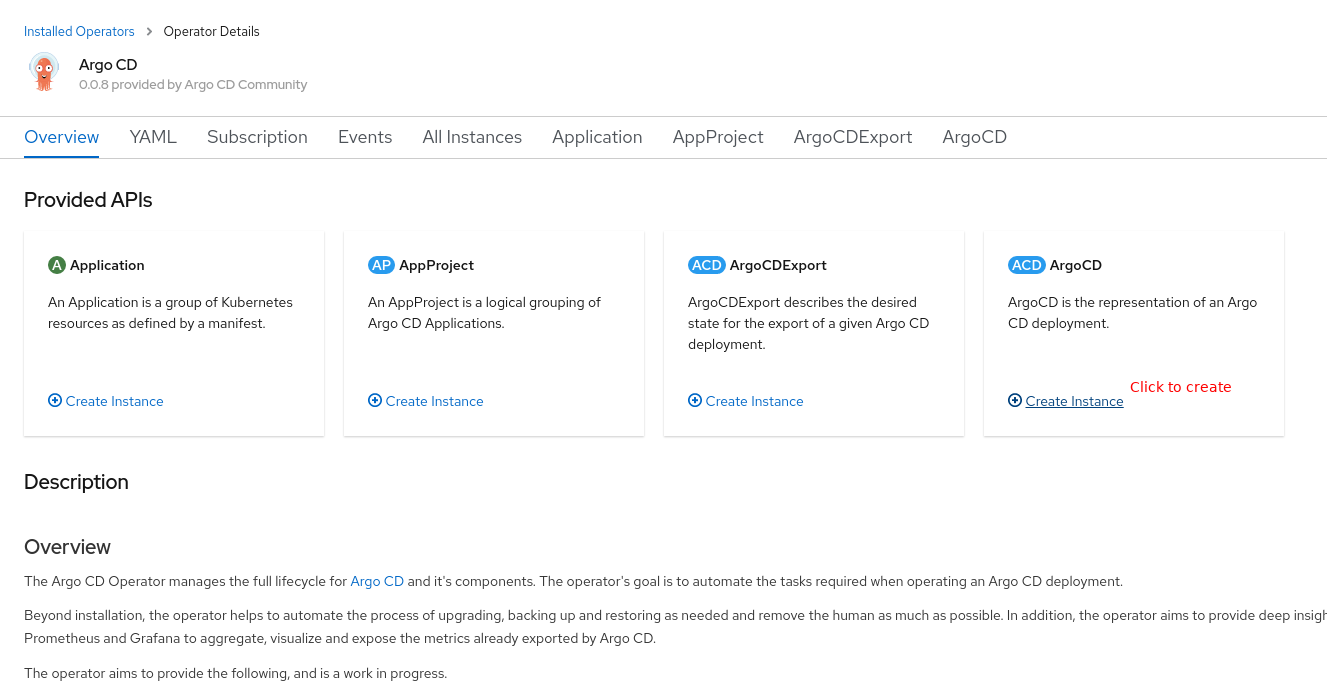 Installed Operators > Operator Details
Argo CD
0.0.8 provided by Argo CD Community
Overview YAML Subscription Events All Instances Application AppProject ArgoCDExport ArgoCD
Provided APIs
A Application
An Application is a group of Kubernetes
resources as defined by a manifest.
Create Instance
AP AppProject
An AppProject is a logical grouping of
Argo CD Applications.
Create Instance
ACD ArgoCDExport
ArgoCDExport describes the desired
state for the export of a given Argo CD
deployment.
Create Instance
ACD ArgoCD
ArgoCD is the representation of an Argo
CD deployment.
Click to create
Create Instance
Description
Overview
The Argo CD Operator manages the full lifecycle for Argo CD and it's components. The operator's goal is to automate the tasks required when operating an Argo CD deployment.
Beyond installation, the operator helps to automate the process of upgrading, backing up and restoring as needed and remove the human as much as possible. In addition, the operator aims to provide deep insigh
Prometheus and Grafana to aggregate, visualize and expose the metrics already exported by Argo CD.
The operator aims to provide the following, and is a work in progress.